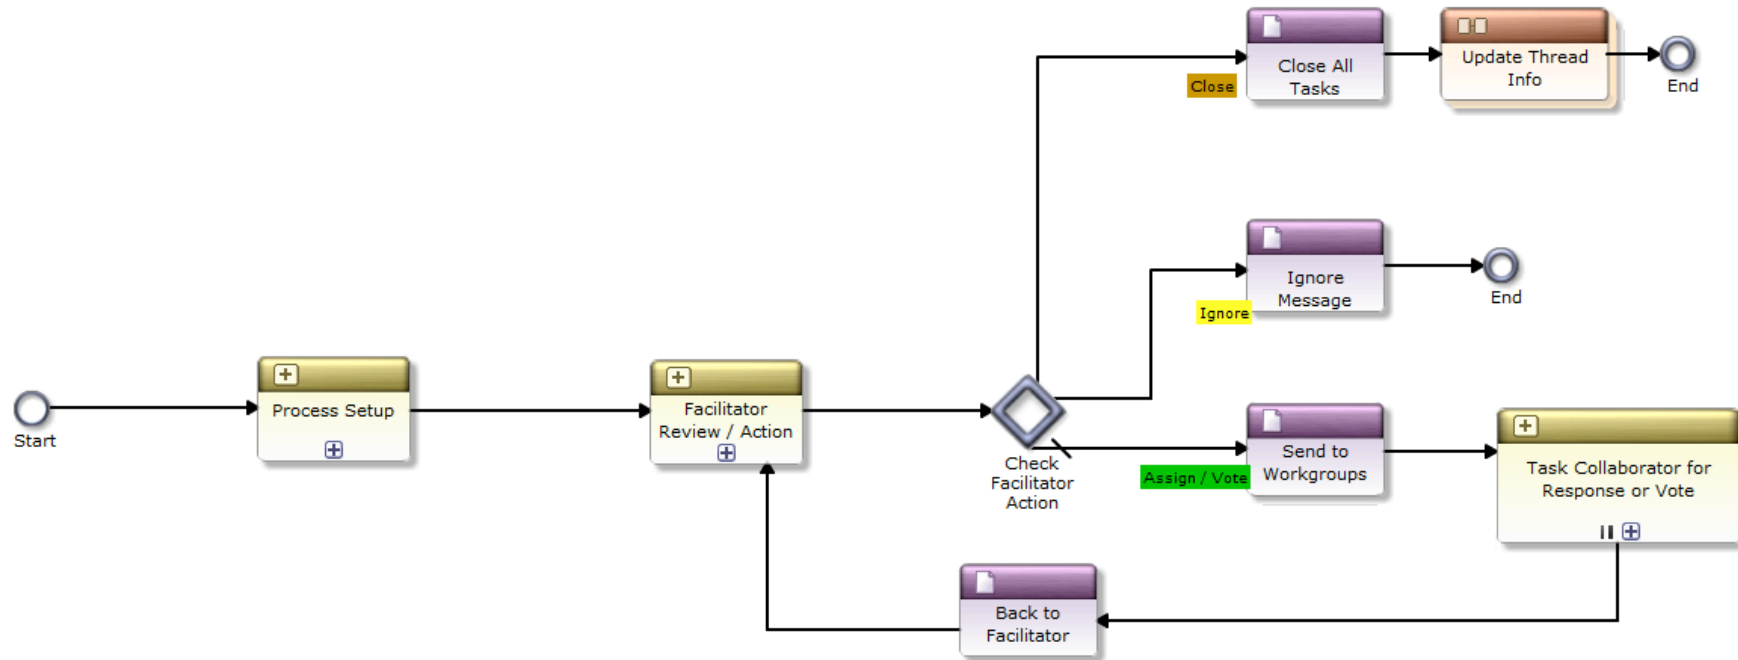 Close All
Tasks
Update Thread
Info
Close
End
Ignore
Message
Ignore
End
Start
Process Setup
Facilitator
Review / Action
Check
Facilitator
Action
Assign / Vote
Send to
Workgroups
Task Collaborator for
Response or Vote
Back to
Facilitator